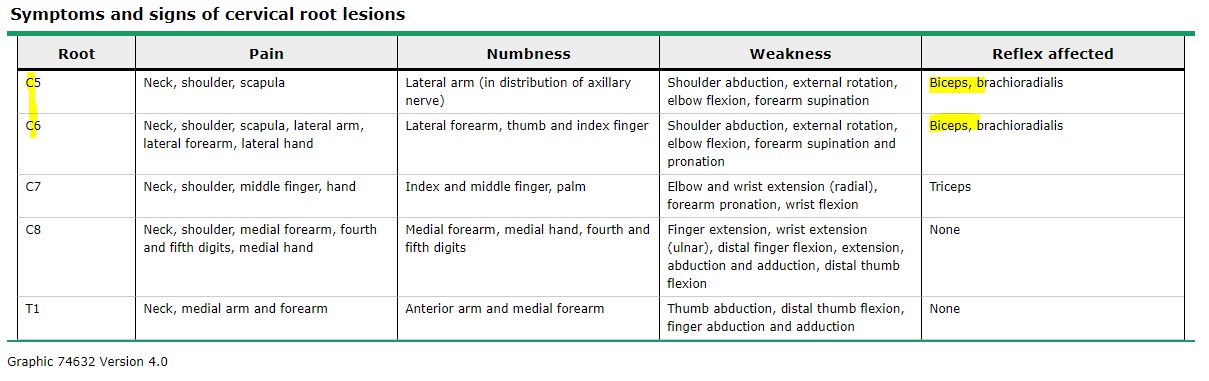 Symptoms and signs of cervical root lesions
Root Pain Numbness Weakness Reflex affected
C5 Neck, shoulder, scapula Lateral arm (in distribution of axillary nerve) Shoulder abduction, external rotation, elbow flexion, forearm supination Biceps, brachioradialis
C6 Neck, shoulder, scapula, lateral arm, lateral forearm, lateral hand Lateral forearm, thumb and index finger Shoulder abduction, external rotation, elbow flexion, forearm supination and pronation Biceps, brachioradialis
C7 Neck, shoulder, middle finger, hand Index and middle finger, palm Elbow and wrist extension (radial), forearm pronation, wrist flexion Triceps
C8 Neck, shoulder, medial forearm, fourth and fifth digits, medial hand Medial forearm, medial hand, fourth and fifth digits Finger extension, wrist extension (ulnar), distal finger flexion, extension, abduction and adduction, distal thumb flexion None
T1 Neck, medial arm and forearm Anterior arm and medial forearm Thumb abduction, distal thumb flexion, finger abduction and adduction None
Graphic 74632 Version 4.0